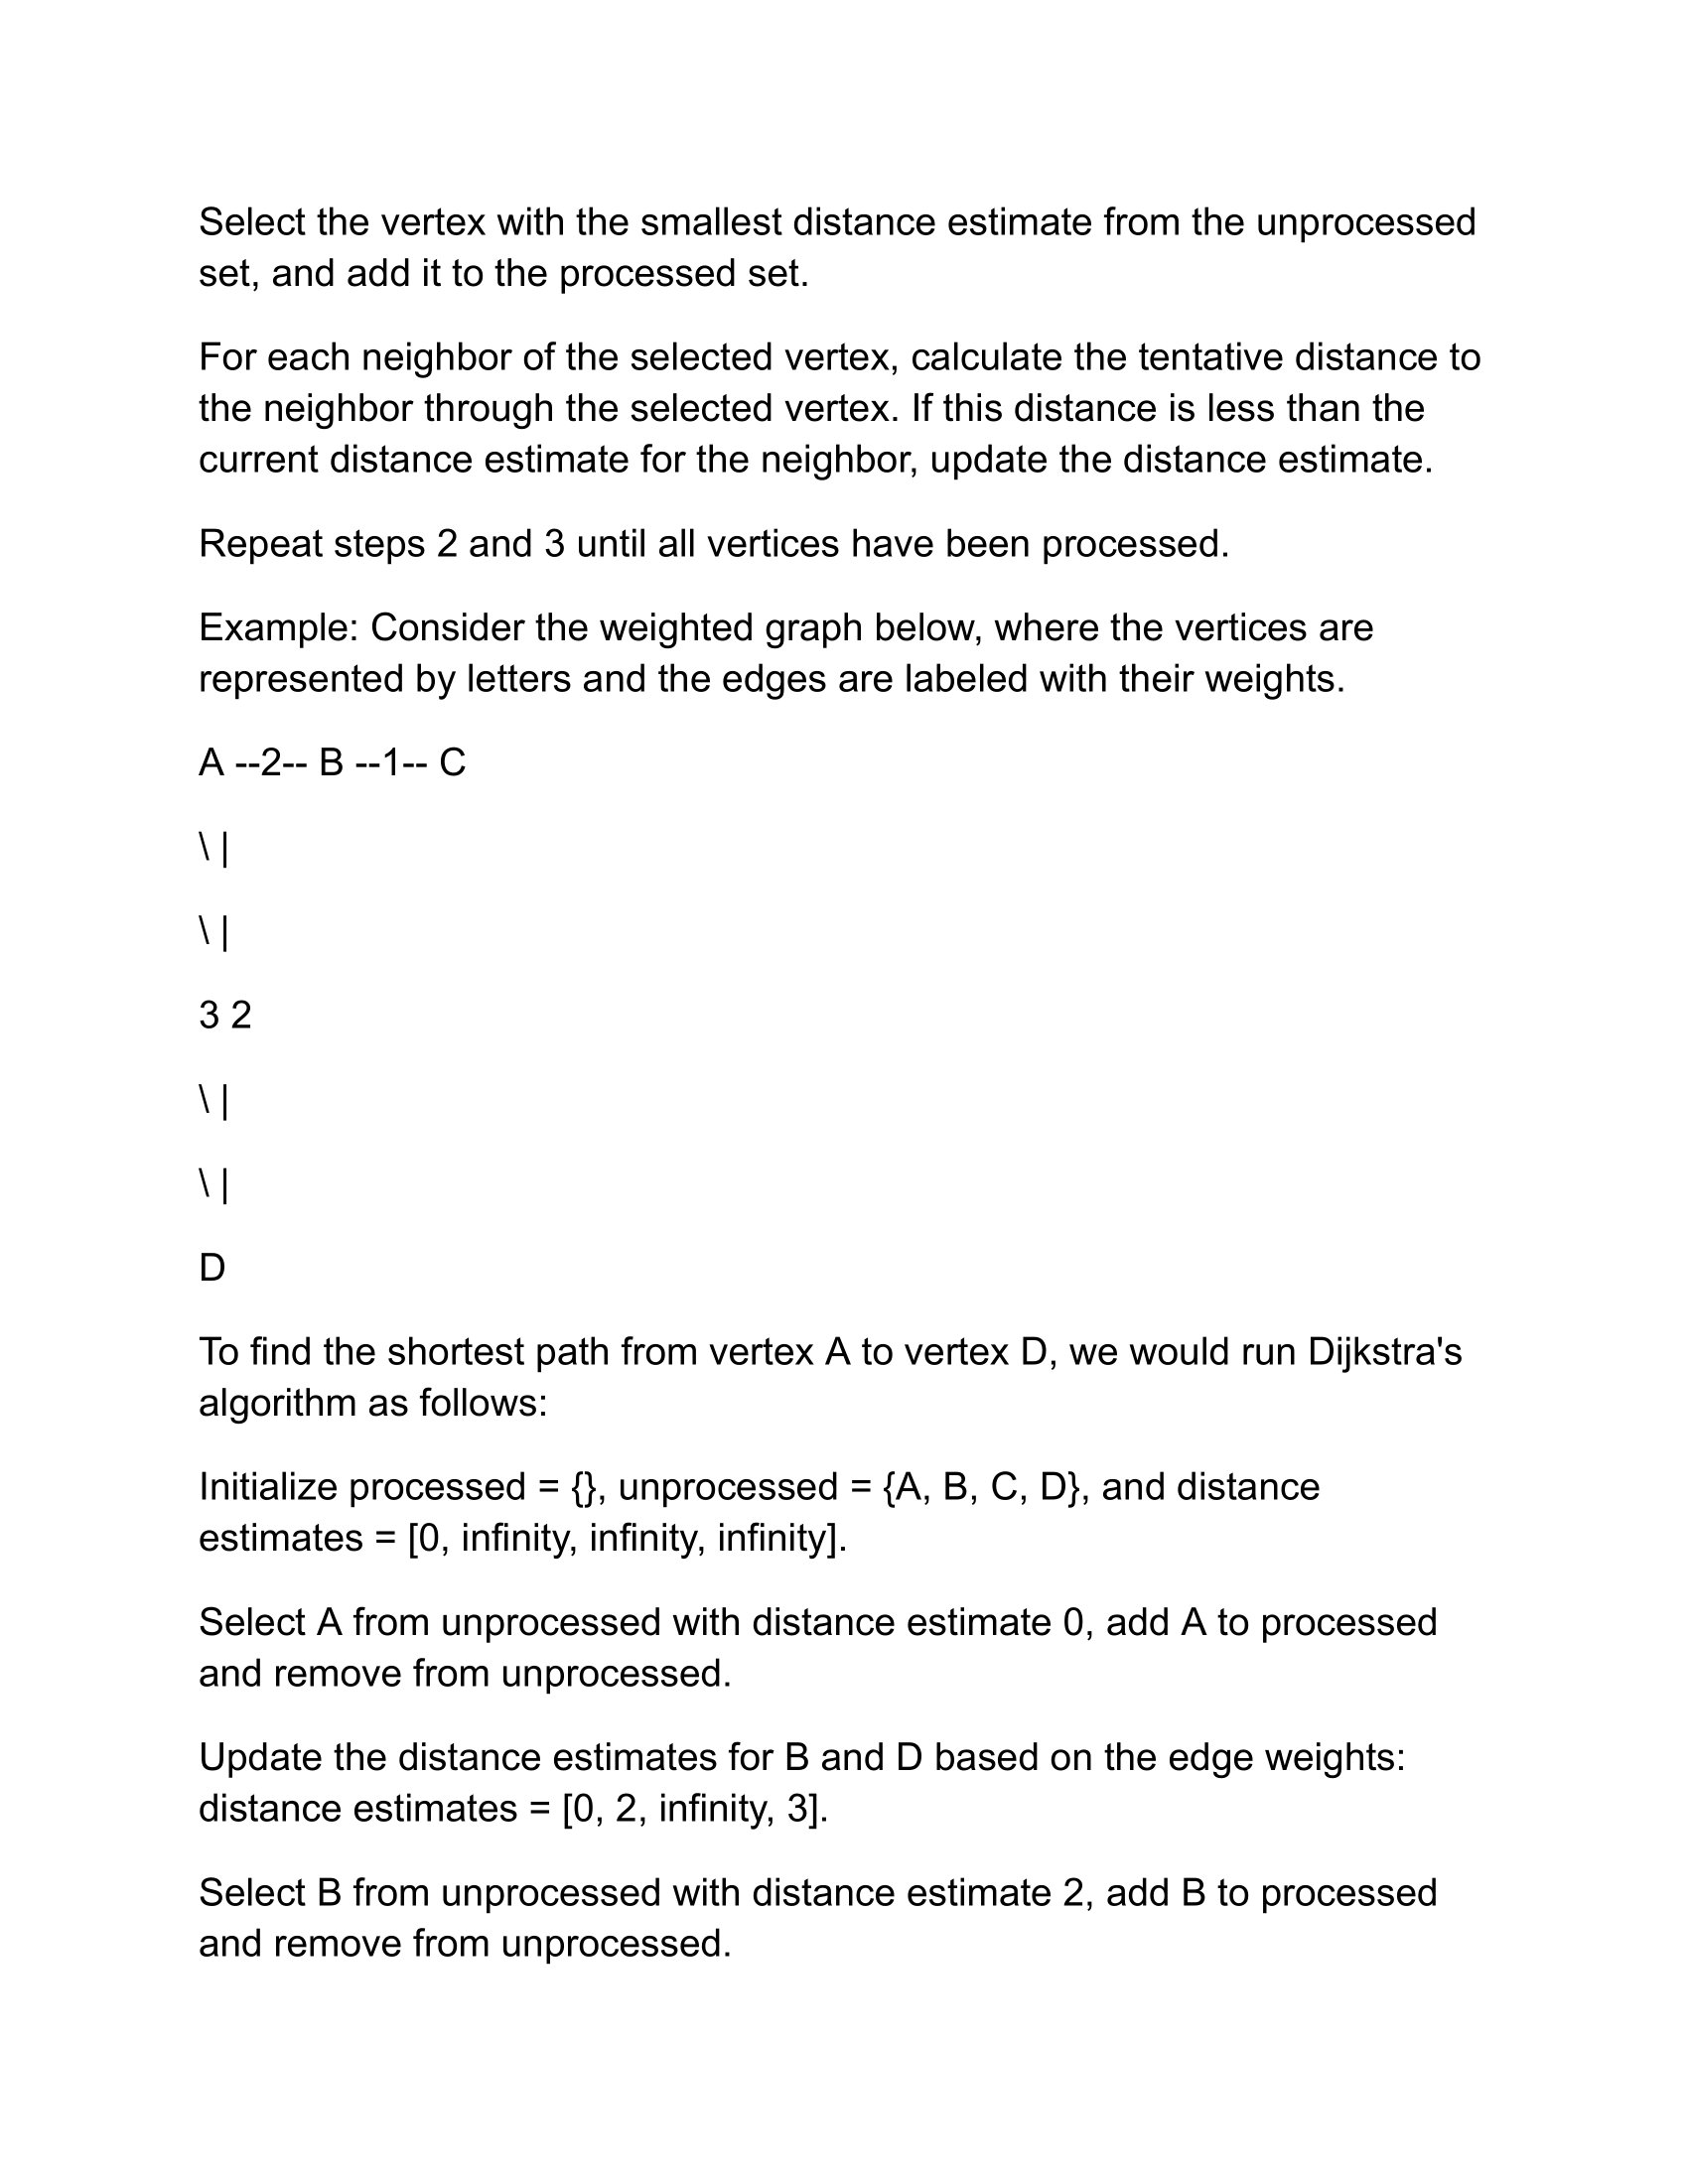 Select the vertex with the smallest distance estimate from the unprocessed
set, and add it to the processed set.
For each neighbor of the selected vertex, calculate the tentative distance to
the neighbor through the selected vertex. If this distance is less than the
current distance estimate for the neighbor, update the distance estimate.
Repeat steps 2 and 3 until all vertices have been processed.
Example: Consider the weighted graph below, where the vertices are
represented by letters and the edges are labeled with their weights.
A --2-- B --1-- C
\ |
\ |
3 2
\ |
\ |
D
To find the shortest path from vertex A to vertex D, we would run Dijkstra's
algorithm as follows:
Initialize processed = {}, unprocessed = {A, B, C, D}, and distance
estimates = [0, infinity, infinity, infinity].
Select A from unprocessed with distance estimate 0, add A to processed
and remove from unprocessed.
Update the distance estimates for B and D based on the edge weights:
distance estimates = [0, 2, infinity, 3].
Select B from unprocessed with distance estimate 2, add B to processed
and remove from unprocessed.